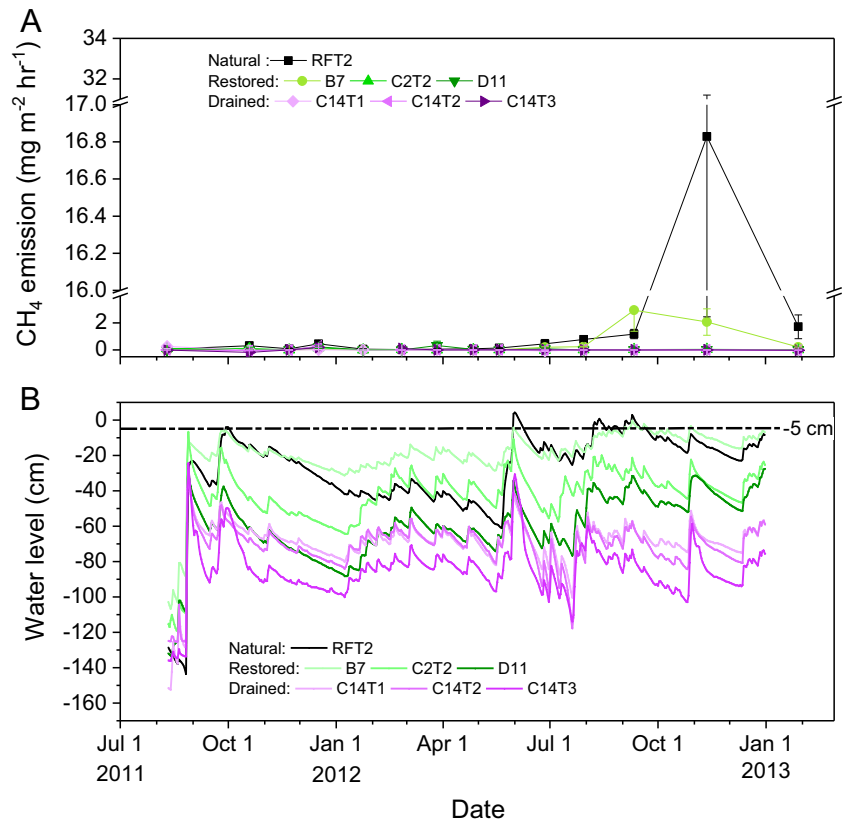 A
CH₄ emission (mg m⁻² hr⁻¹)
34
32
17.0
16.8
16.6
16.4
16.2
16.0
2
0
Natural : RFT2
Restored: B7 C2T2 D11
Drained: C14T1 C14T2 C14T3
B
Water level (cm)
0
-20
-40
-60
-80
-100
-120
-140
-160
-5 cm
Natural: RFT2
Restored: B7 C2T2 D11
Drained: C14T1 C14T2 C14T3
Jul 1 Oct 1 Jan 1 Apr 1 Jul 1 Oct 1 Jan 1
2011 2012 2013
Date